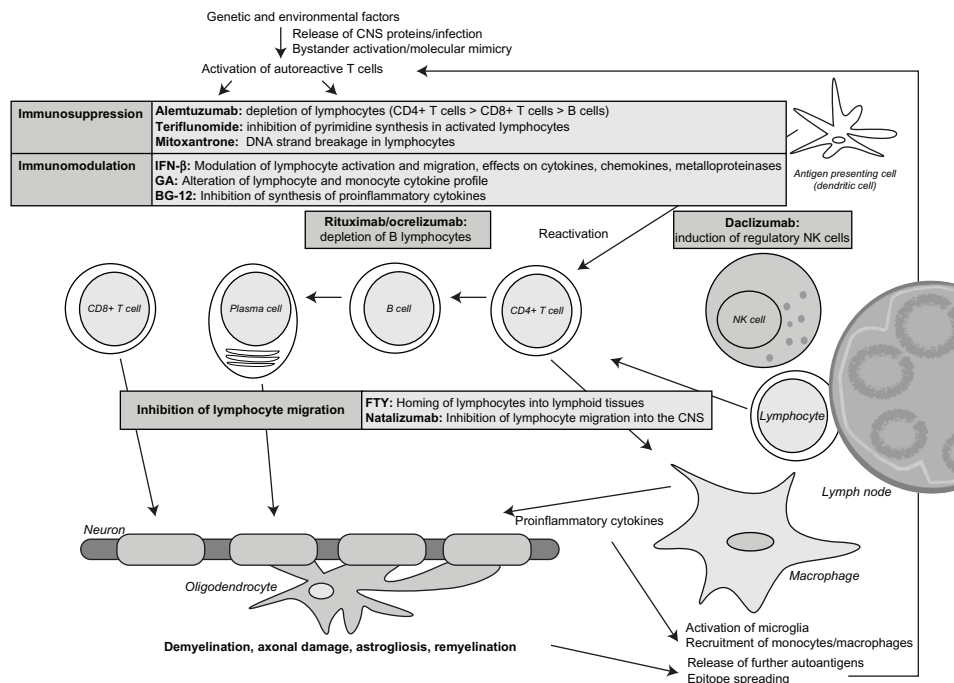 Genetic and environmental factors
Release of CNS proteins/infection
Bystander activation/molecular mimicry
Activation of autoreactive T cells
Immunosuppression
Alemtuzumab: depletion of lymphocytes (CD4+ T cells > CD8+ T cells > B cells)
Teriflunomide: inhibition of pyrimidine synthesis in activated lymphocytes
Mitoxantrone: DNA strand breakage in lymphocytes
Immunomodulation
IFN-β: Modulation of lymphocyte activation and migration, effects on cytokines, chemokines, metalloproteinases
GA: Alteration of lymphocyte and monocyte cytokine profile
BG-12: Inhibition of synthesis of proinflammatory cytokines
Antigen presenting cell
(dendritic cell)
Rituximab/ocrelizumab:
depletion of B lymphocytes
Reactivation
Daclizumab:
induction of regulatory NK cells
CD8+ T cell
Plasma cell
B cell
CD4+ T cell
NK cell
Inhibition of lymphocyte migration
FTY: Homing of lymphocytes into lymphoid tissues
Natalizumab: Inhibition of lymphocyte migration into the CNS
Lymphocyte
Lymph node
Neuron
Proinflammatory cytokines
Oligodendrocyte
Macrophage
Demyelination, axonal damage, astrogliosis, remyelination
Activation of microglia
Recruitment of monocytes/macrophages
Release of further autoantigens
Epitope spreading